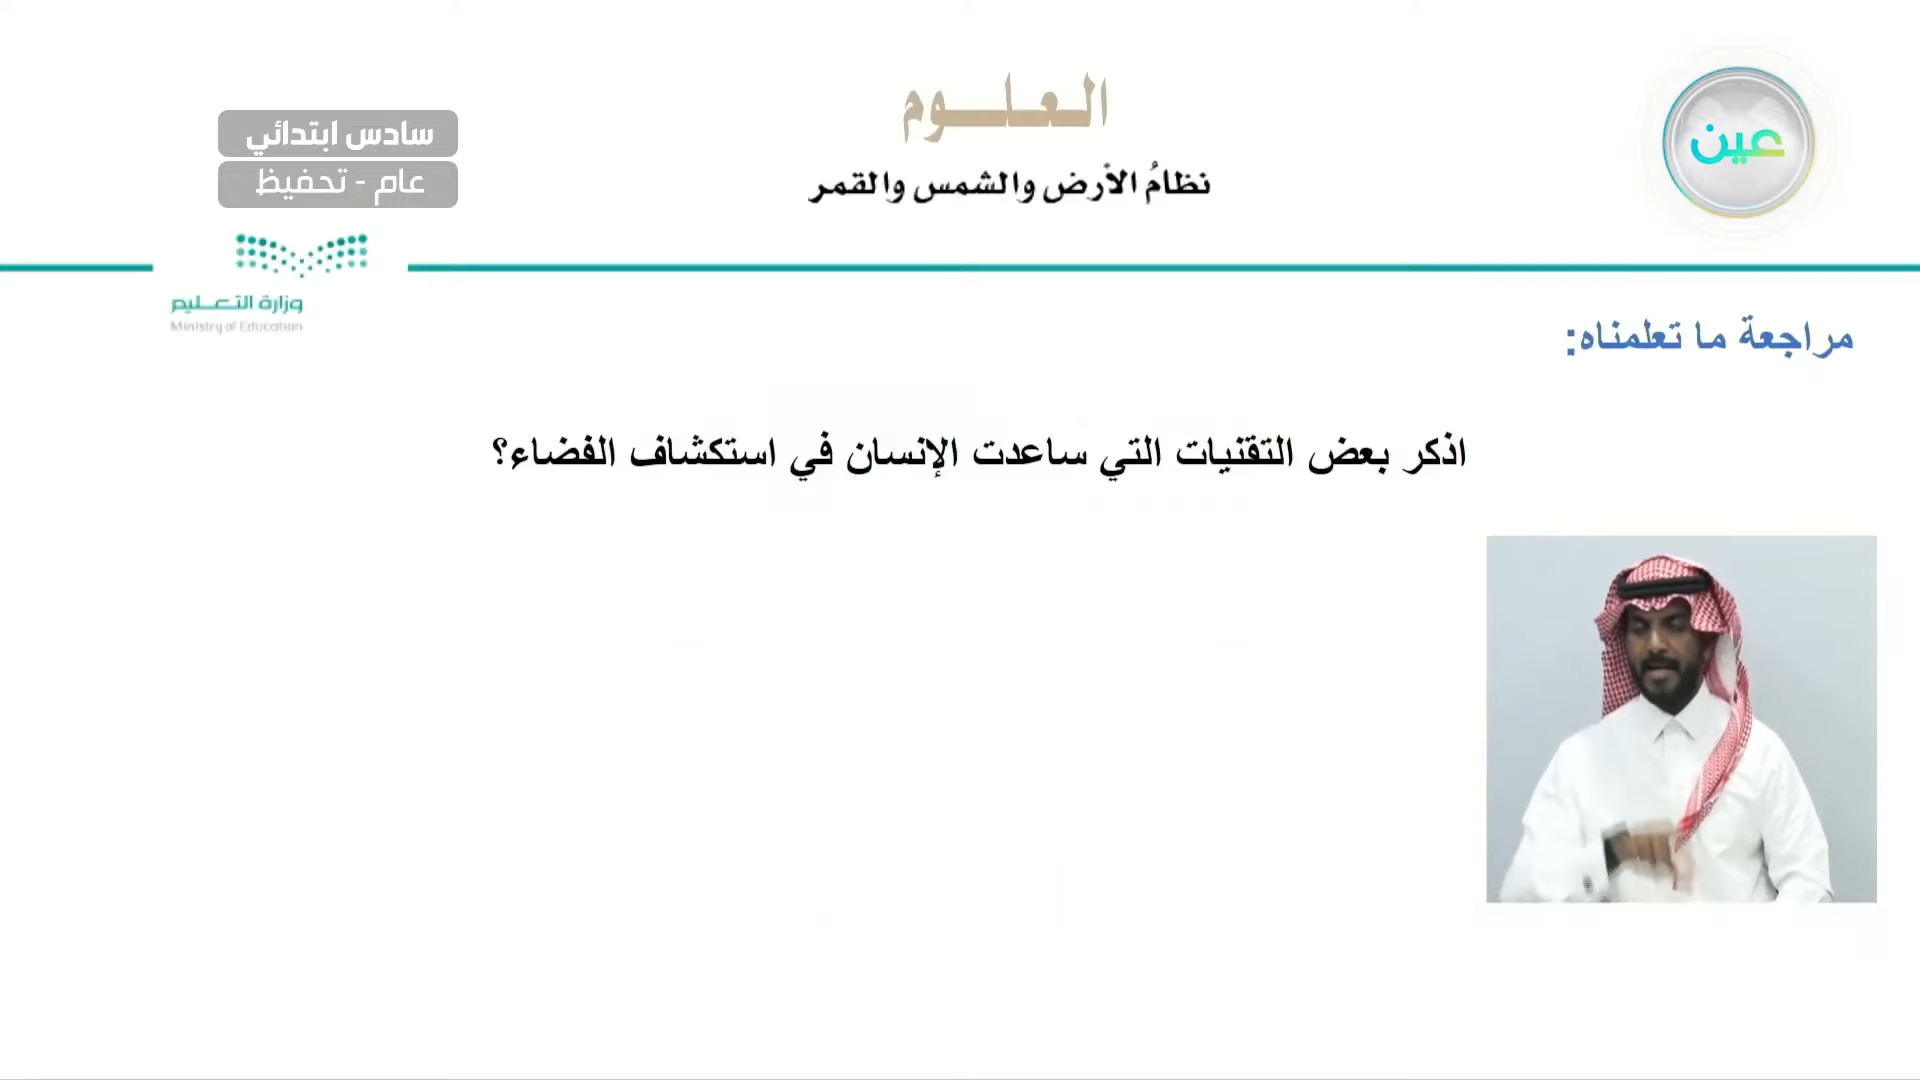 العلوم
نظامُ الأرض والشمس والقمر
عين
سادس ابتدائي
عام - تحفيظ
وزارة التعليم
Ministry of Education
مراجعة ما تعلمناه:
اذكر بعض التقنيات التي ساعدت الإنسان في استكشاف الفضاء؟